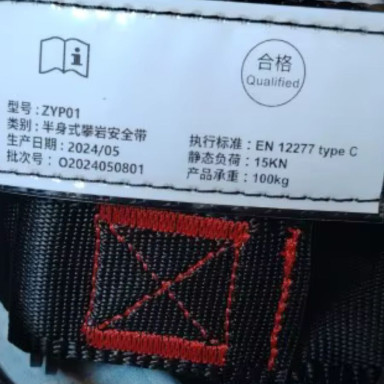 合格
Qualified
型号：ZYP01
类别：半身式攀岩安全带
生产日期：2024/05
批次号：O2024050801
执行标准：EN 12277 type C
静态负荷：15KN
产品承重：100kg